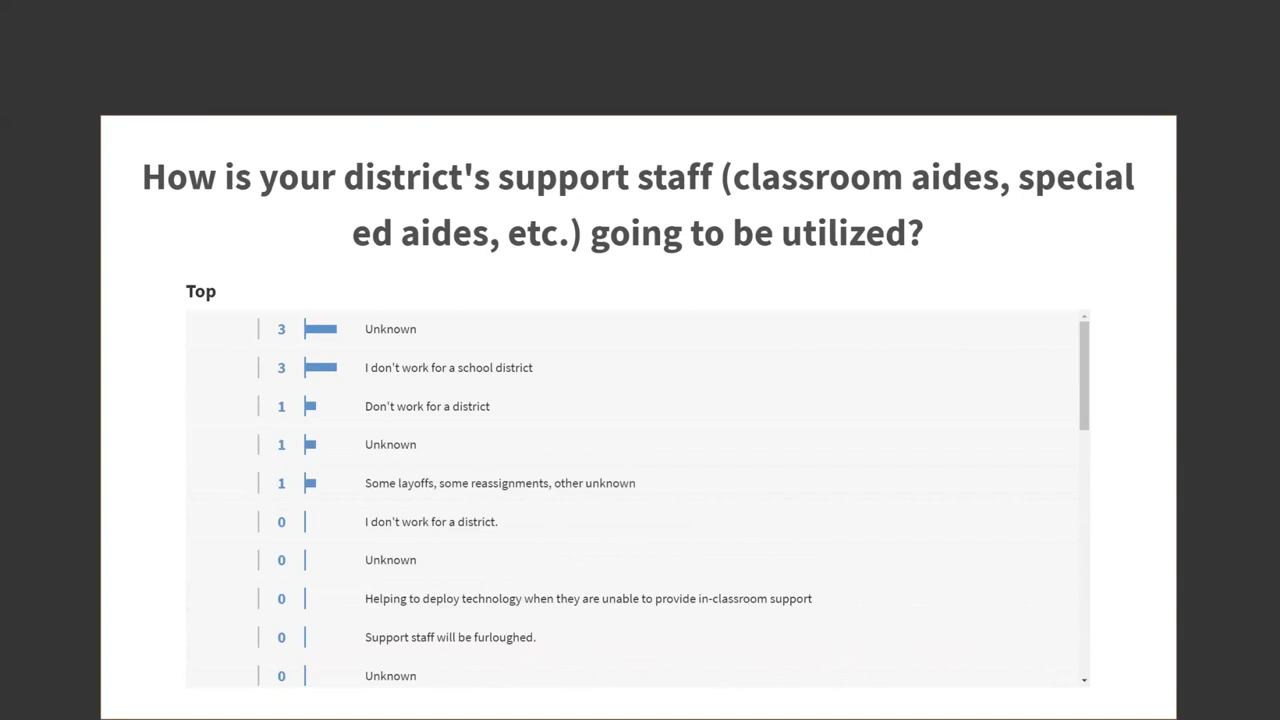 How is your district's support staff (classroom aides, special
ed aides, etc.) going to be utilized?
Top
3 Unknown
3 I don't work for a school district
1 Don't work for a district
1 Unknown
1 Some layoffs, some reassignments, other unknown
0 I don't work for a district.
0 Unknown
0 Helping to deploy technology when they are unable to provide in-classroom support
0 Support staff will be furloughed.
0 Unknown